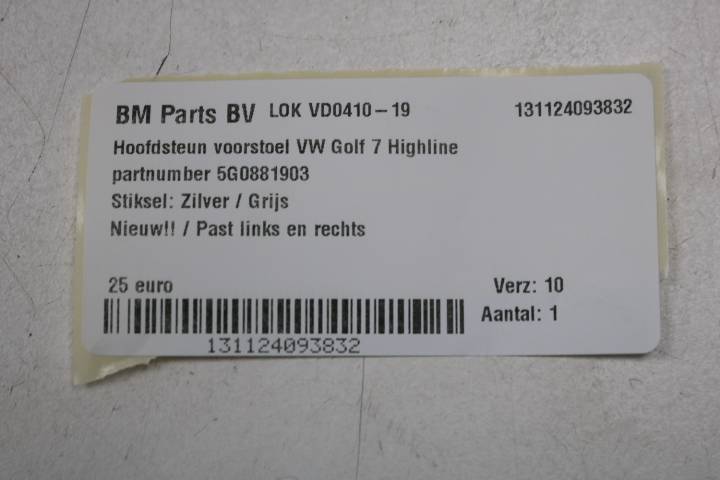 BM Parts BV LOK VD0410-19 131124093832
Hoofdsteun voorstoel VW Golf 7 Highline
partnumber 5G0881903
Stiksel: Zilver / Grijs
Nieuw!! / Past links en rechts
25 euro Verz: 10
Aantal: 1
131124093832